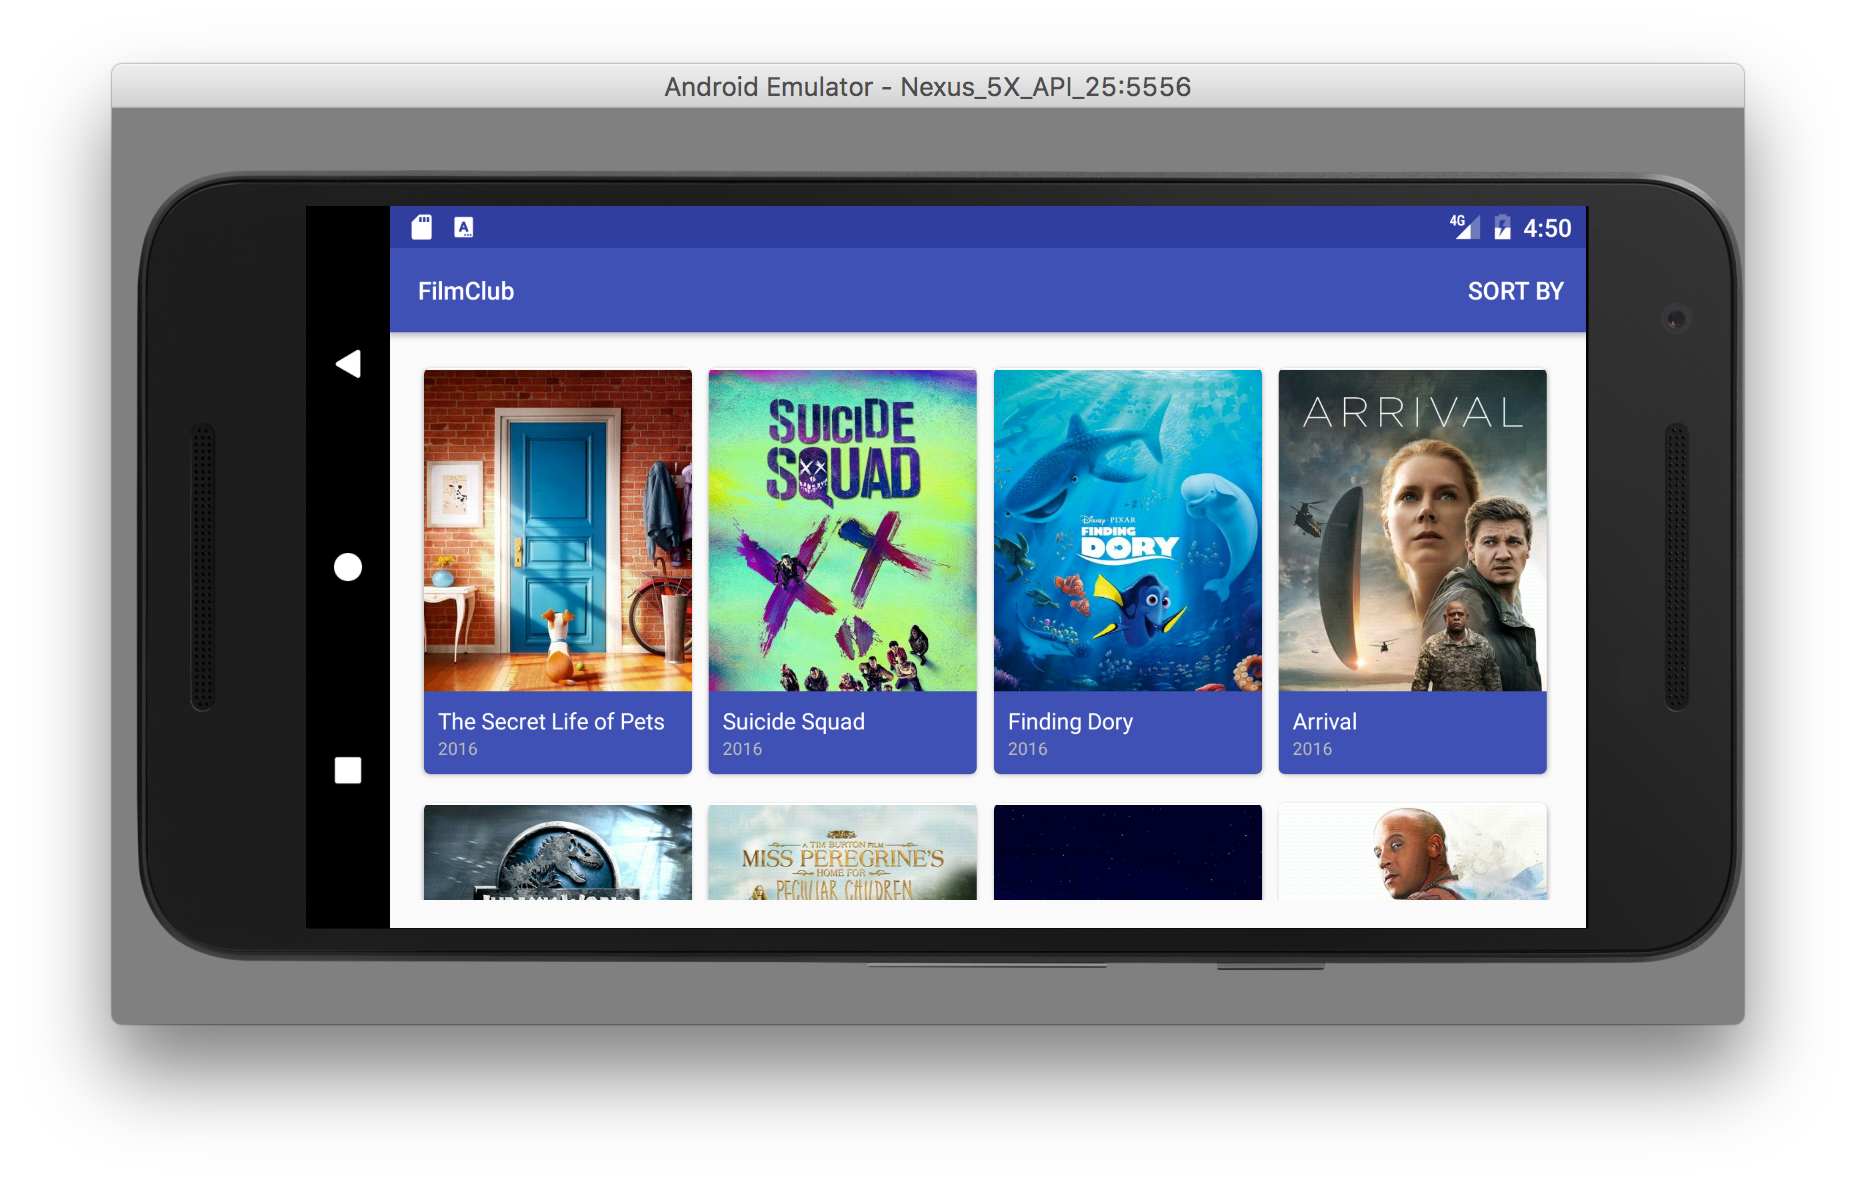 Android Emulator - Nexus_5X_API_25:5556
A
4G
4:50
FilmClub
SORT BY
SUICIDE
SQUAD
Disney · PIXAR
FINDING
DORY
ARRIVAL
The Secret Life of Pets
2016
Suicide Squad
2016
Finding Dory
2016
Arrival
2016
JURASSIC WORLD
A TIM BURTON FILM
MISS PEREGRINE'S
HOME FOR
PECULIAR CHILDREN